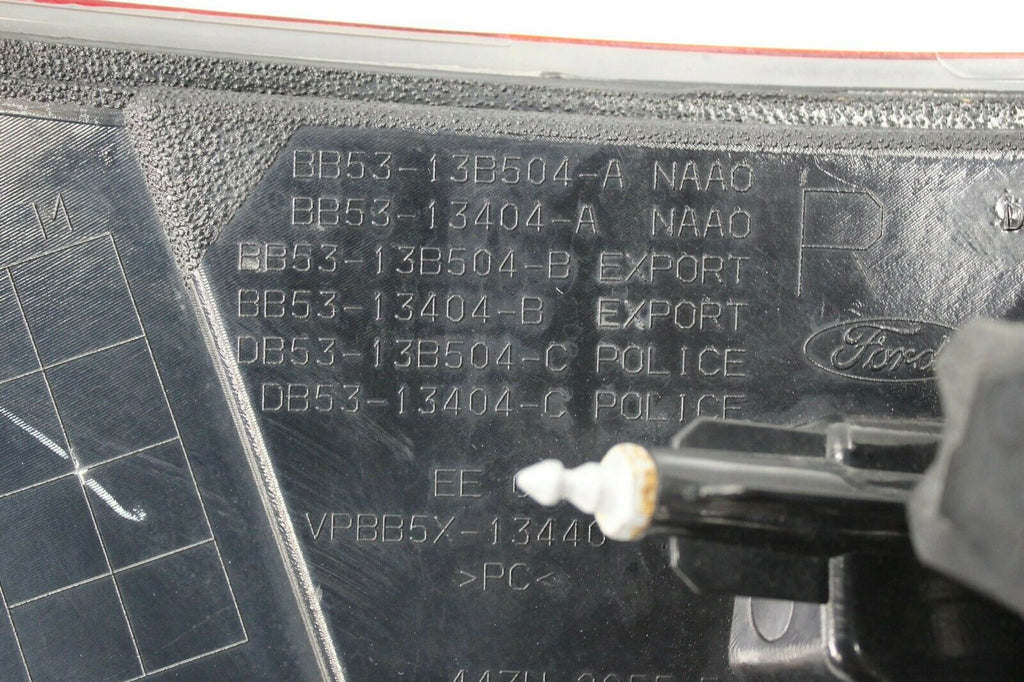 BB53-13B504-A NAAO
BB53-13404-A NAAO
BB53-13B504-B EXPORT
BB53-13404-B EXPORT
DB53-13B504-C POLICE
DB53-13404-C POLICE
P
Ford
EE
VPBB5X-13440
>PC<
14